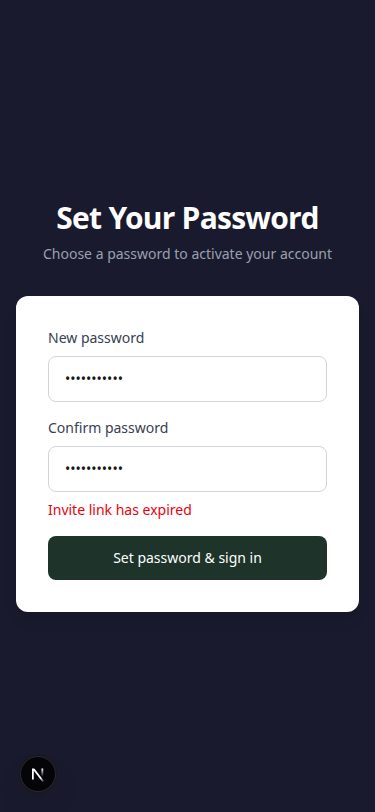 Set Your Password
Choose a password to activate your account
New password
•••••••••••
Confirm password
•••••••••••
Invite link has expired
Set password & sign in
N